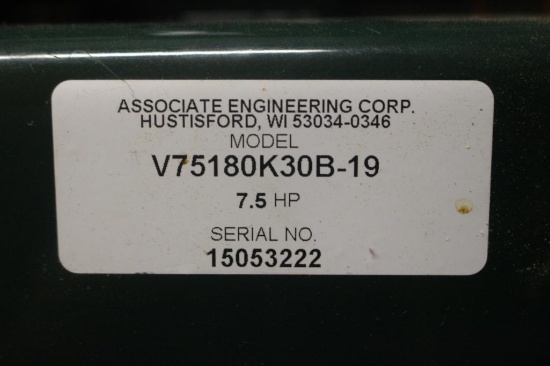 ASSOCIATE ENGINEERING CORP.
HUSTISFORD, WI 53034-0346
MODEL
V75180K30B-19
7.5 HP
SERIAL NO.
15053222